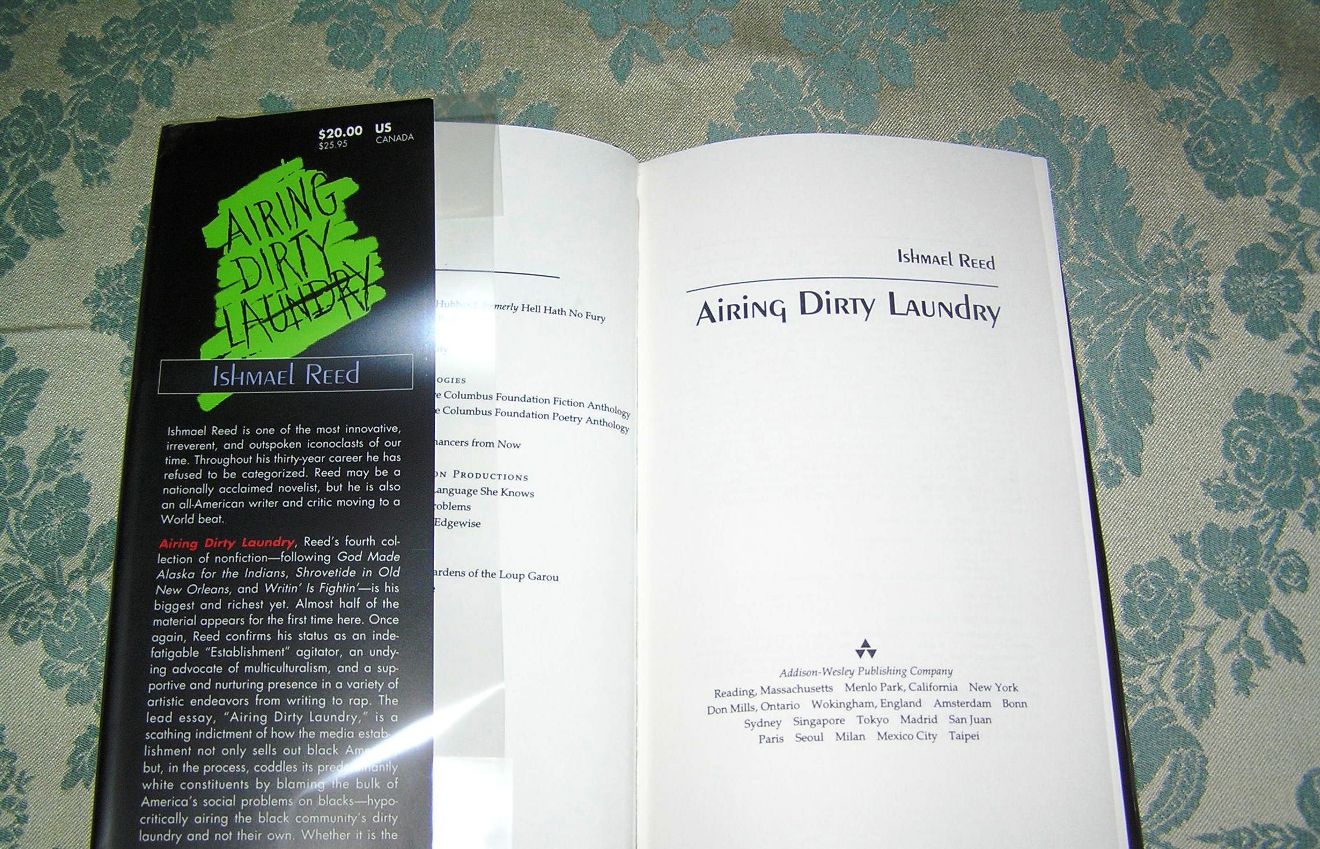 $20.00 US
$25.95 CANADA
AIRING
DIRTY
LAUNDRY
Ishmael Reed
Ishmael Reed is one of the most innovative,
irreverent, and outspoken iconoclasts of our
time. Throughout his thirty-year career he has
refused to be categorized. Reed may be a
nationally acclaimed novelist, but he is also
an all-American writer and critic moving to a
World beat.
Airing Dirty Laundry, Reed's fourth col-
lection of nonfiction—following God Made
Alaska for the Indians, Shrovetide in Old
New Orleans, and Writin' Is Fightin'—is his
biggest and richest yet. Almost half of the
material appears for the first time here. Once
again, Reed confirms his status as an inde-
fatigable "Establishment" agitator, an undy-
ing advocate of multiculturalism, and a sup-
portive and nurturing presence in a variety of
artistic endeavors from writing to rap. The
lead essay, "Airing Dirty Laundry," is a
scathing indictment of how the media estab-
lishment not only sells out black
but, in the process, coddles its
white constituents by blaming the bulk of
America's social problems on blacks—hypo-
critically airing the black community's dirty
laundry and not their own. Whether it is the
Hell Hath No Fury
OGIES
Columbus Foundation Fiction Anthology
Columbus Foundation Poetry Anthology
from Now
ON PRODUCTIONS
Language She Knows
roblems
Edgewise
ardens of the Loup Garou
Ishmael Reed
Airing Dirty Laundry
Addison-Wesley Publishing Company
Reading, Massachusetts Menlo Park, California New York
Don Mills, Ontario Wokingham, England Amsterdam Bonn
Sydney Singapore Tokyo Madrid San Juan
Paris Seoul Milan Mexico City Taipei